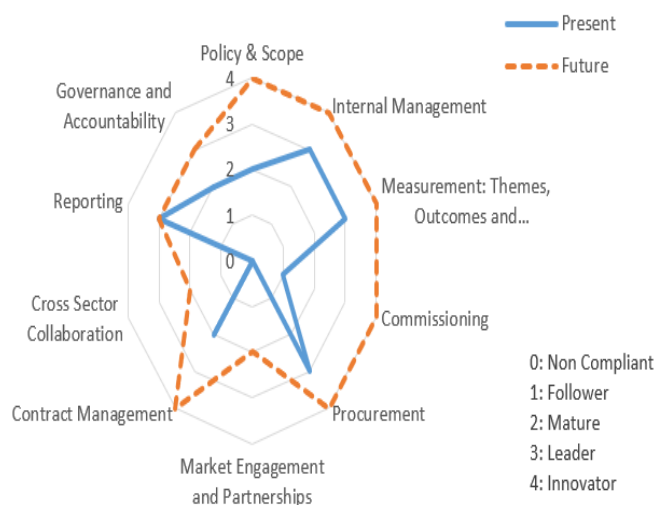 Present
Future
Policy & Scope
Governance and
Accountability
Internal Management
Reporting
Measurement: Themes,
Outcomes and...
4
3
2
1
0
Cross Sector
Collaboration
Commissioning
Contract Management
Procurement
Market Engagement
and Partnerships
0: Non Compliant
1: Follower
2: Mature
3: Leader
4: Innovator